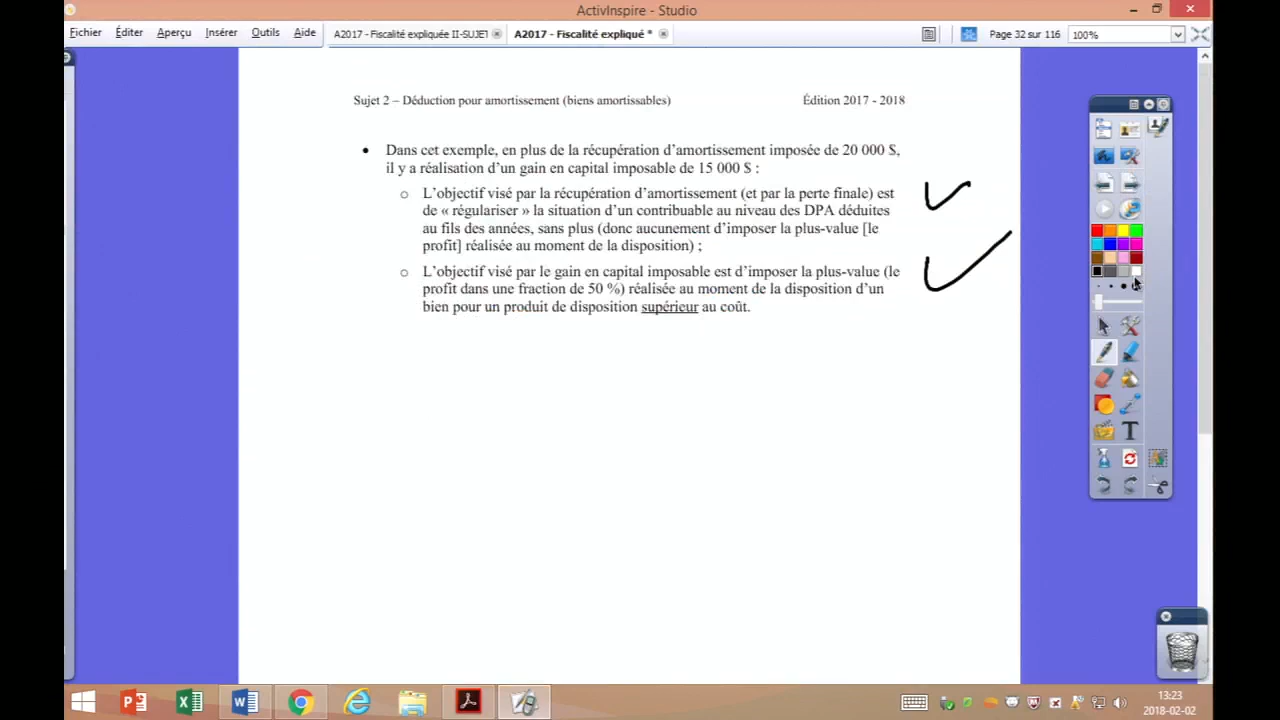 ActivInspire - Studio
Fichier Éditer Aperçu Insérer Outils Aide
A2017 - Fiscalité expliquée II-SUJET
A2017 - Fiscalité expliqué *
Page 32 sur 116
100%
Sujet 2 – Déduction pour amortissement (biens amortissables) Édition 2017 - 2018
• Dans cet exemple, en plus de la récupération d’amortissement imposée de 20 000 $,
il y a réalisation d’un gain en capital imposable de 15 000 $ :
o L’objectif visé par la récupération d’amortissement (et par la perte finale) est
de « régulariser » la situation d’un contribuable au niveau des DPA déduites
au fils des années, sans plus (donc aucunement d’imposer la plus-value [le
profit] réalisée au moment de la disposition) ;
o L’objectif visé par le gain en capital imposable est d’imposer la plus-value (le
profit dans une fraction de 50 %) réalisée au moment de la disposition d’un
bien pour un produit de disposition supérieur au coût.
13:23
2018-02-02